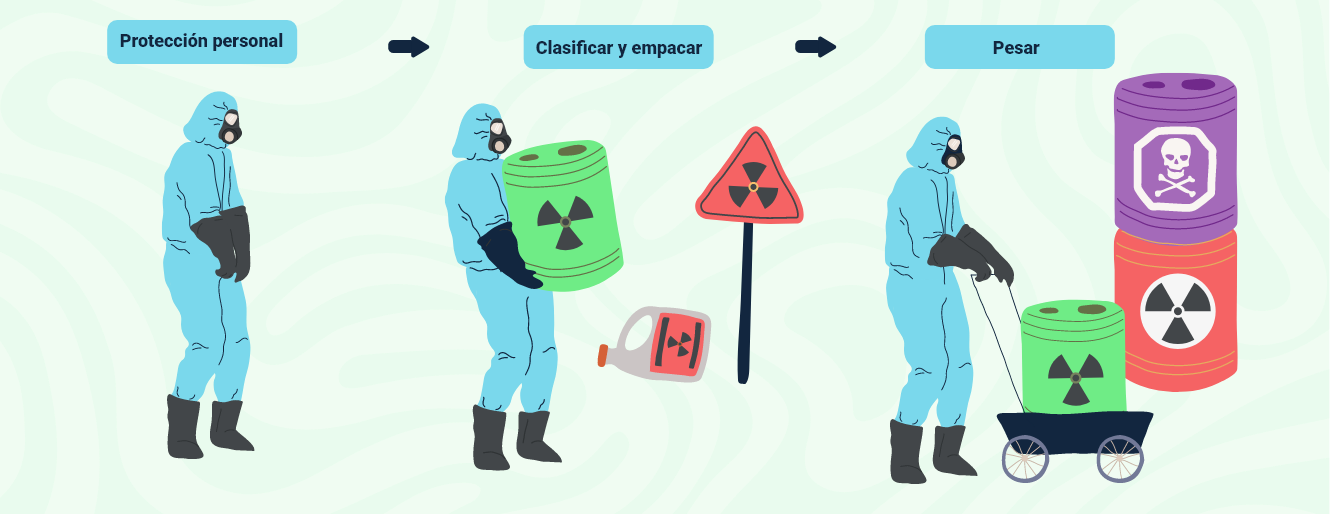 Protección personal
Clasificar y empacar
Pesar